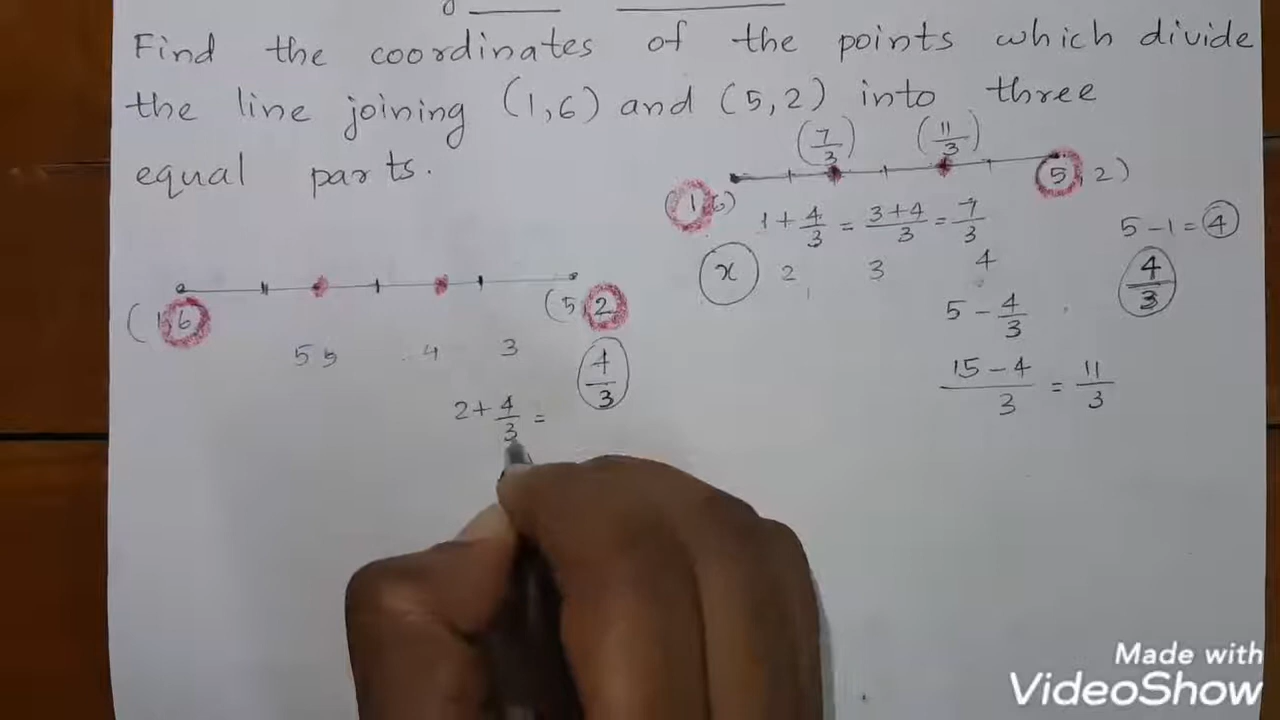 Find the coordinates of the points which divide
the line joining (1,6) and (5,2) into three
equal parts.
(7/3) (11/3)
(1,6) (5,2)
1 + 4/3 = 3+4/3 = 7/3
5 - 1 = 4
x 2 3 4
4/3
5 - 4/3
15 - 4/3 = 11/3
(1,6) (5,2)
5 5 4 3
4/3
2 + 4/3 =
Made with
VideoShow